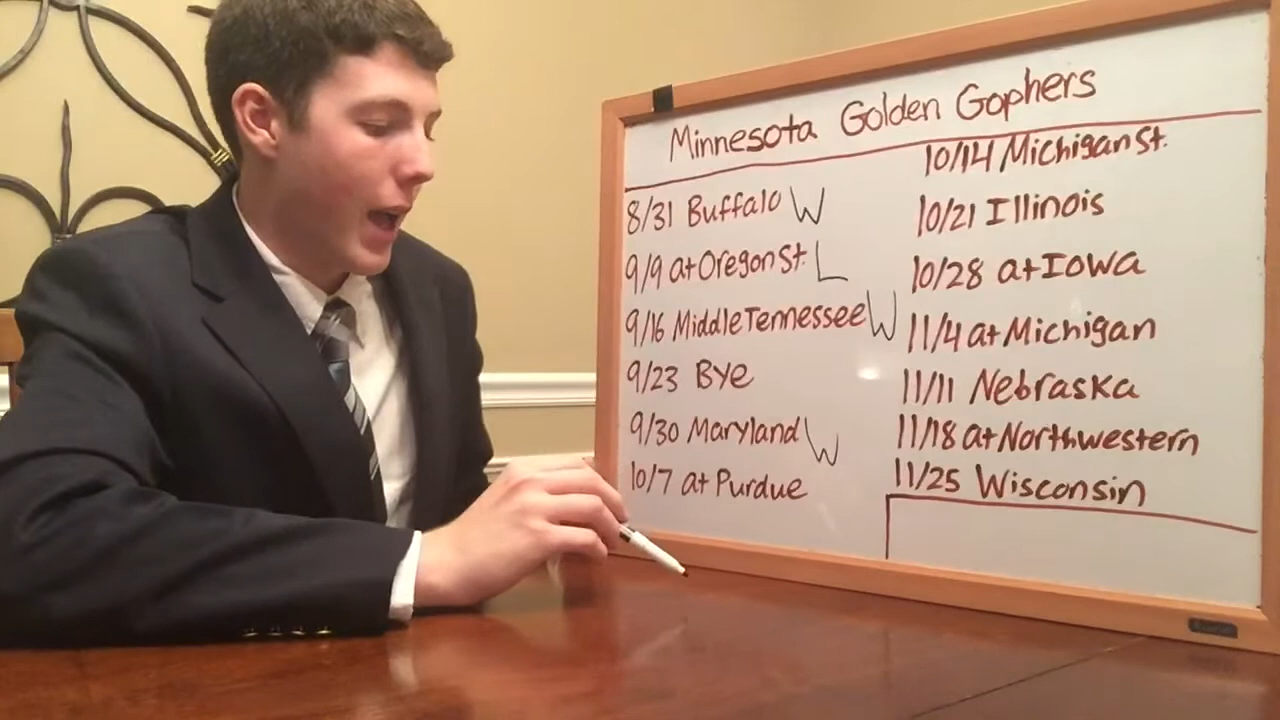 Minnesota Golden Gophers
8/31 Buffalo W
9/9 at Oregon St. L
9/16 Middle Tennessee W
9/23 Bye
9/30 Maryland W
10/7 at Purdue
10/14 Michigan St.
10/21 Illinois
10/28 at Iowa
11/4 at Michigan
11/11 Nebraska
11/18 at Northwestern
11/25 Wisconsin